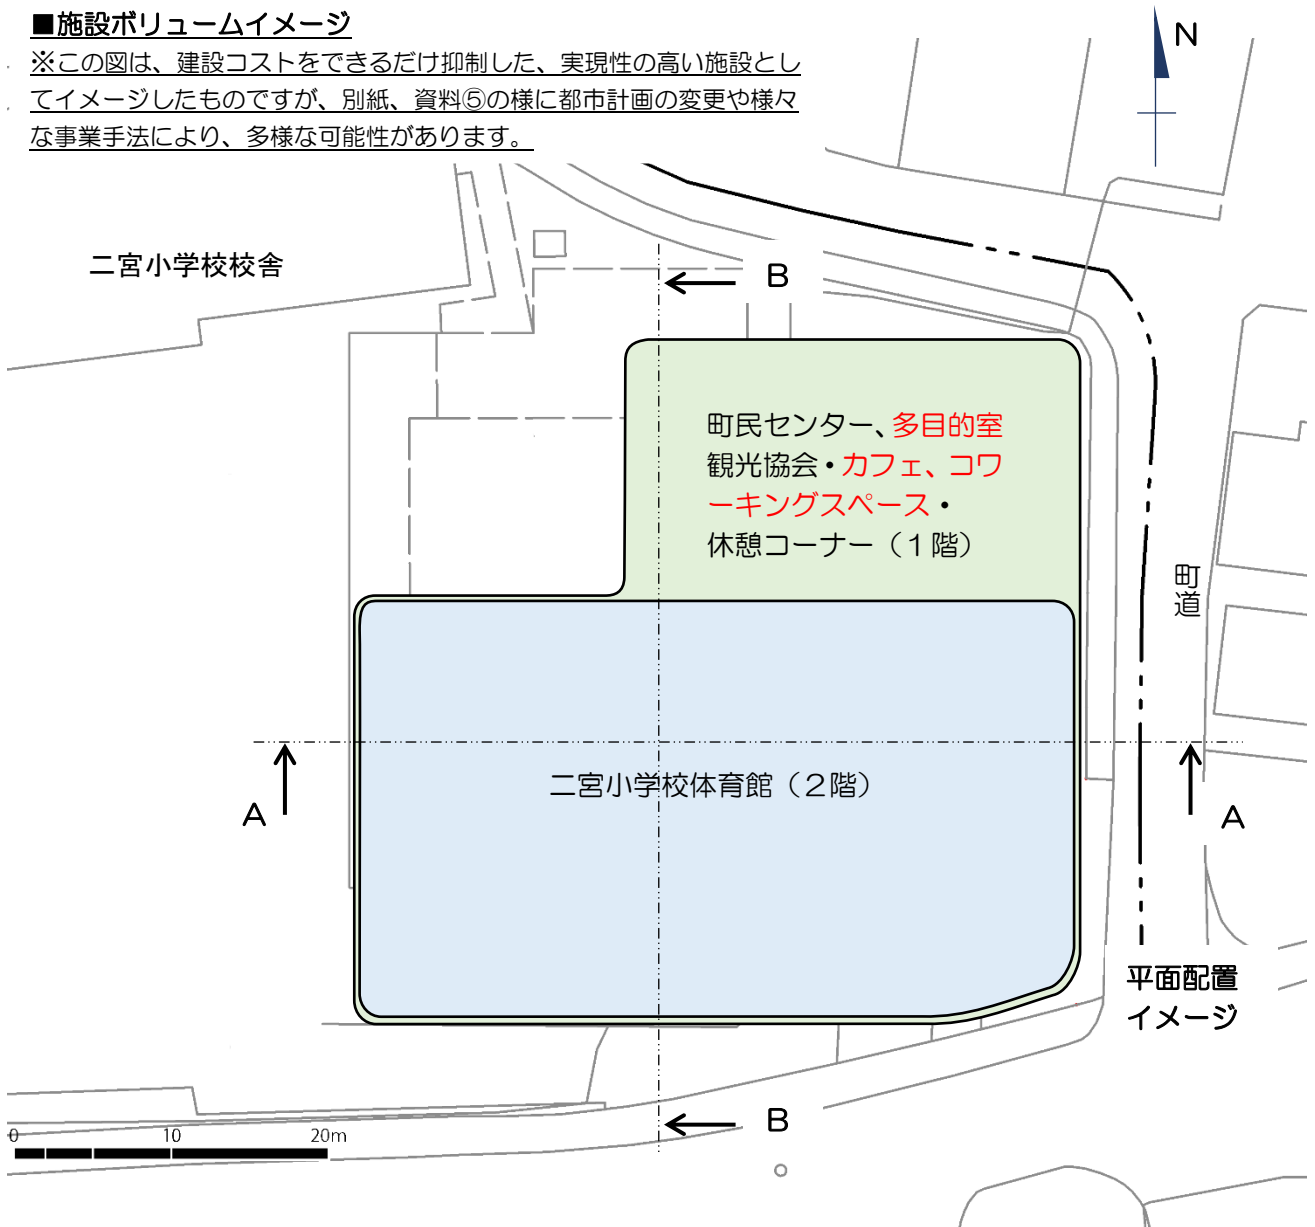 ■施設ボリュームイメージ
※この図は、建設コストをできるだけ抑制した、実現性の高い施設とし
てイメージしたものですが、別紙、資料⑤の様に都市計画の変更や様々
な事業手法により、多様な可能性があります。
N
二宮小学校校舎
B
町民センター、多目的室
観光協会・カフェ、コワ
ーキングスペース・
休憩コーナー（１階）
町道
二宮小学校体育館（２階）
A
A
平面配置
イメージ
B
0 10 20m